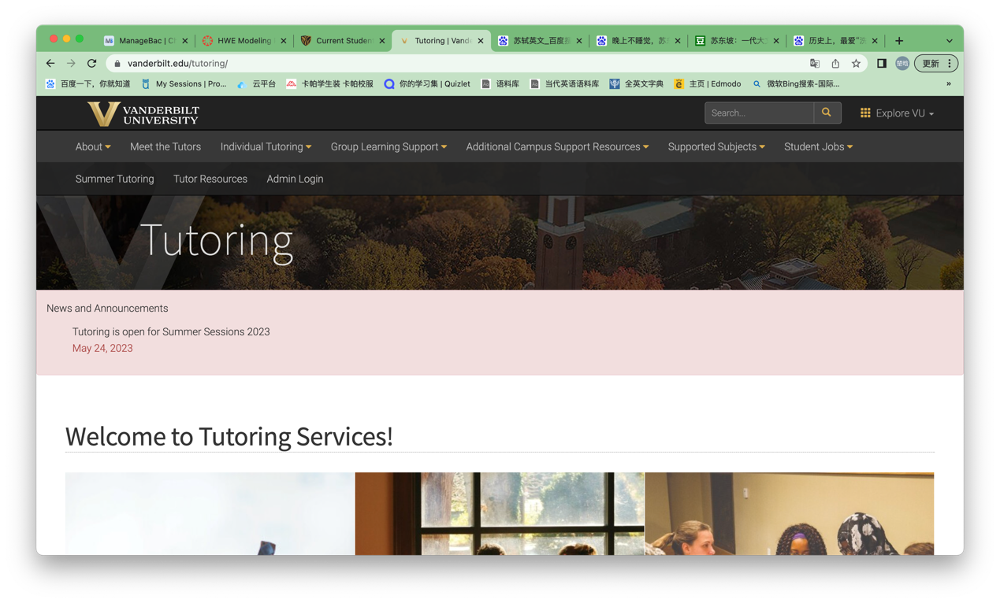 ManageBac | Ch
HWE Modeling
Current Studen
Tutoring | Vande
苏轼英文_百度搜
晚上不睡觉，苏
苏东坡：一代大
历史上，最爱“
vanderbilt.edu/tutoring/
楚晗
更新
百度一下，你就知道
My Sessions | Pro...
云平台
卡帕学生装 卡帕校服
你的学习集 | Quizlet
语料库
当代英语语料库
全英文字典
主页 | Edmodo
微软Bing搜索-国际...
»
VANDERBILT
UNIVERSITY
Search...
Explore VU
About
Meet the Tutors
Individual Tutoring
Group Learning Support
Additional Campus Support Resources
Supported Subjects
Student Jobs
Summer Tutoring
Tutor Resources
Admin Login
Tutoring
News and Announcements
Tutoring is open for Summer Sessions 2023
May 24, 2023
Welcome to Tutoring Services!